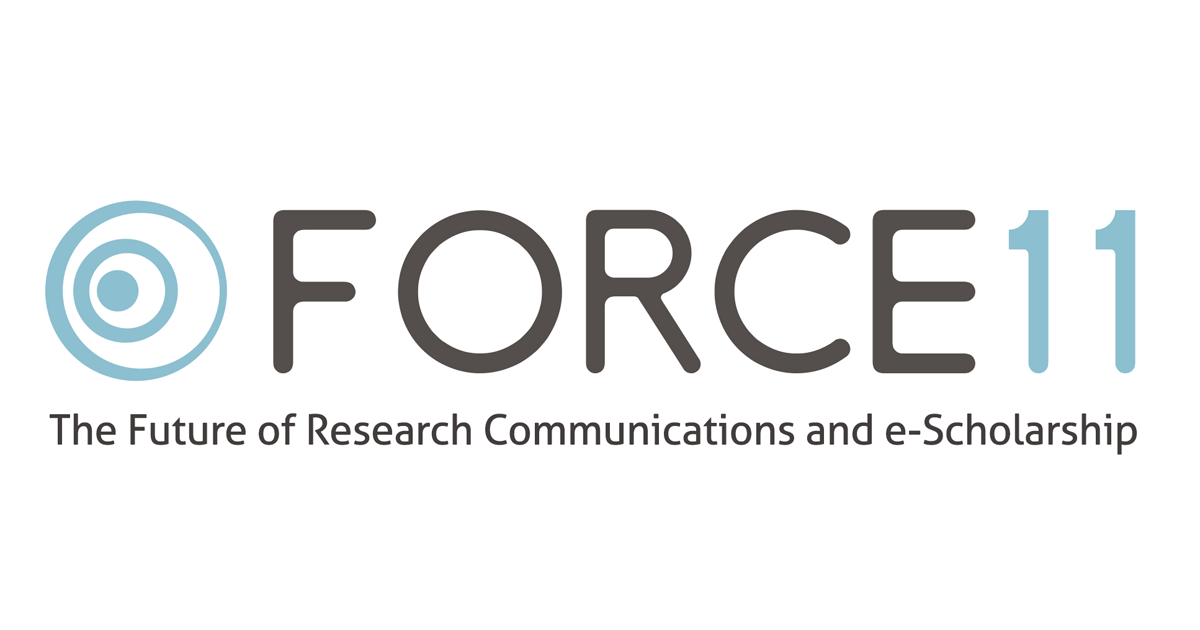 FORCE11
The Future of Research Communications and e-Scholarship